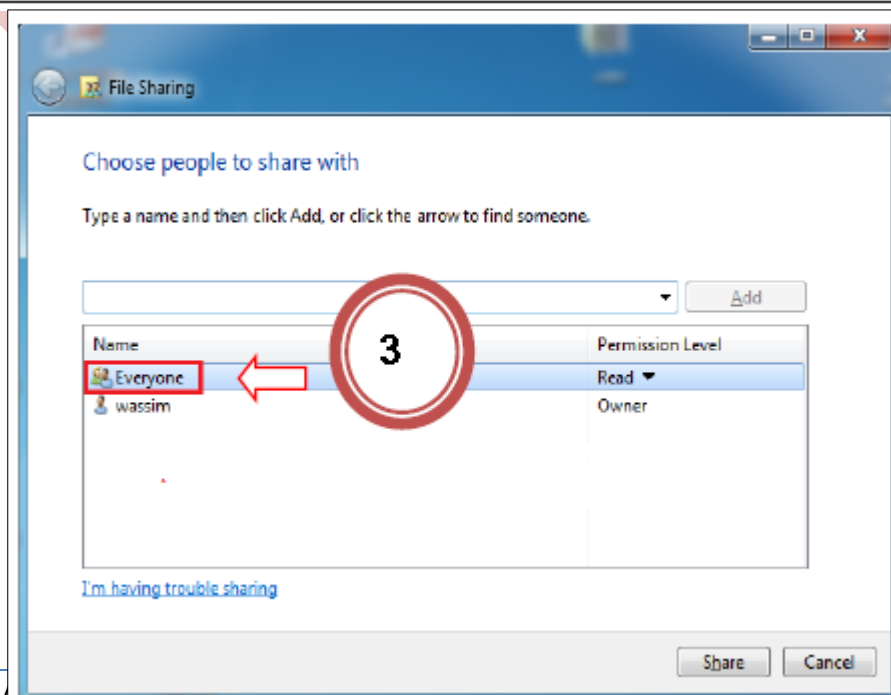 File Sharing
Choose people to share with
Type a name and then click Add, or click the arrow to find someone.
Add
3
Name Permission Level
Everyone Read
wassim Owner
I'm having trouble sharing
Share Cancel